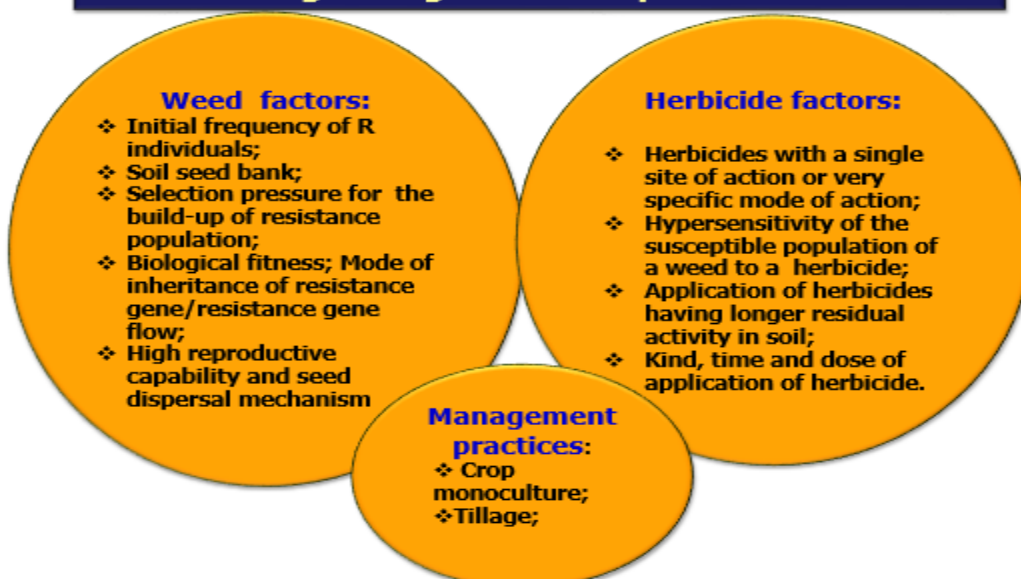 Weed factors:
❖ Initial frequency of R
individuals;
❖ Soil seed bank;
❖ Selection pressure for the
build-up of resistance
population;
❖ Biological fitness; Mode of
inheritance of resistance
gene/resistance gene
flow;
❖ High reproductive
capability and seed
dispersal mechanism
Herbicide factors:
❖ Herbicides with a single
site of action or very
specific mode of action;
❖ Hypersensitivity of the
susceptible population of
a weed to a herbicide;
❖ Application of herbicides
having longer residual
activity in soil;
❖ Kind, time and dose of
application of herbicide.
Management
practices:
❖ Crop
monoculture;
❖Tillage;